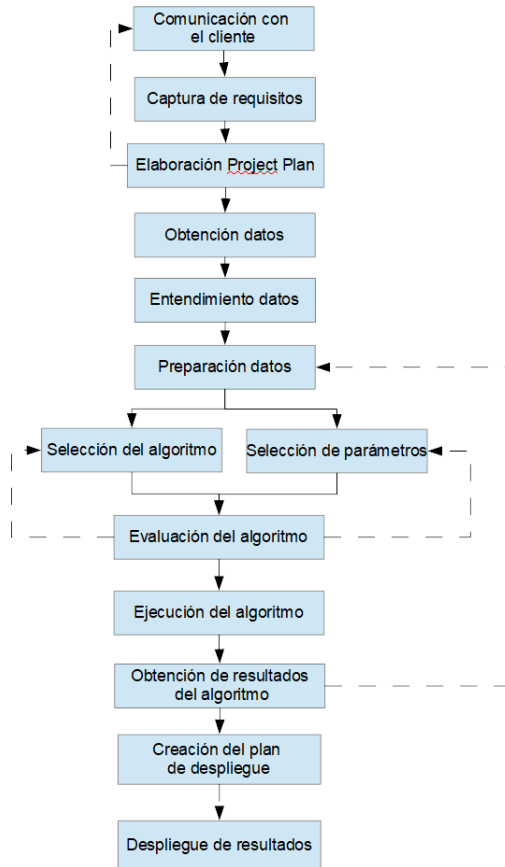 Comunicación con
el cliente
Captura de requisitos
Elaboración Project Plan
Obtención datos
Entendimiento datos
Preparación datos
Selección del algoritmo
Selección de parámetros
Evaluación del algoritmo
Ejecución del algoritmo
Obtención de resultados
del algoritmo
Creación del plan
de despliegue
Despliegue de resultados